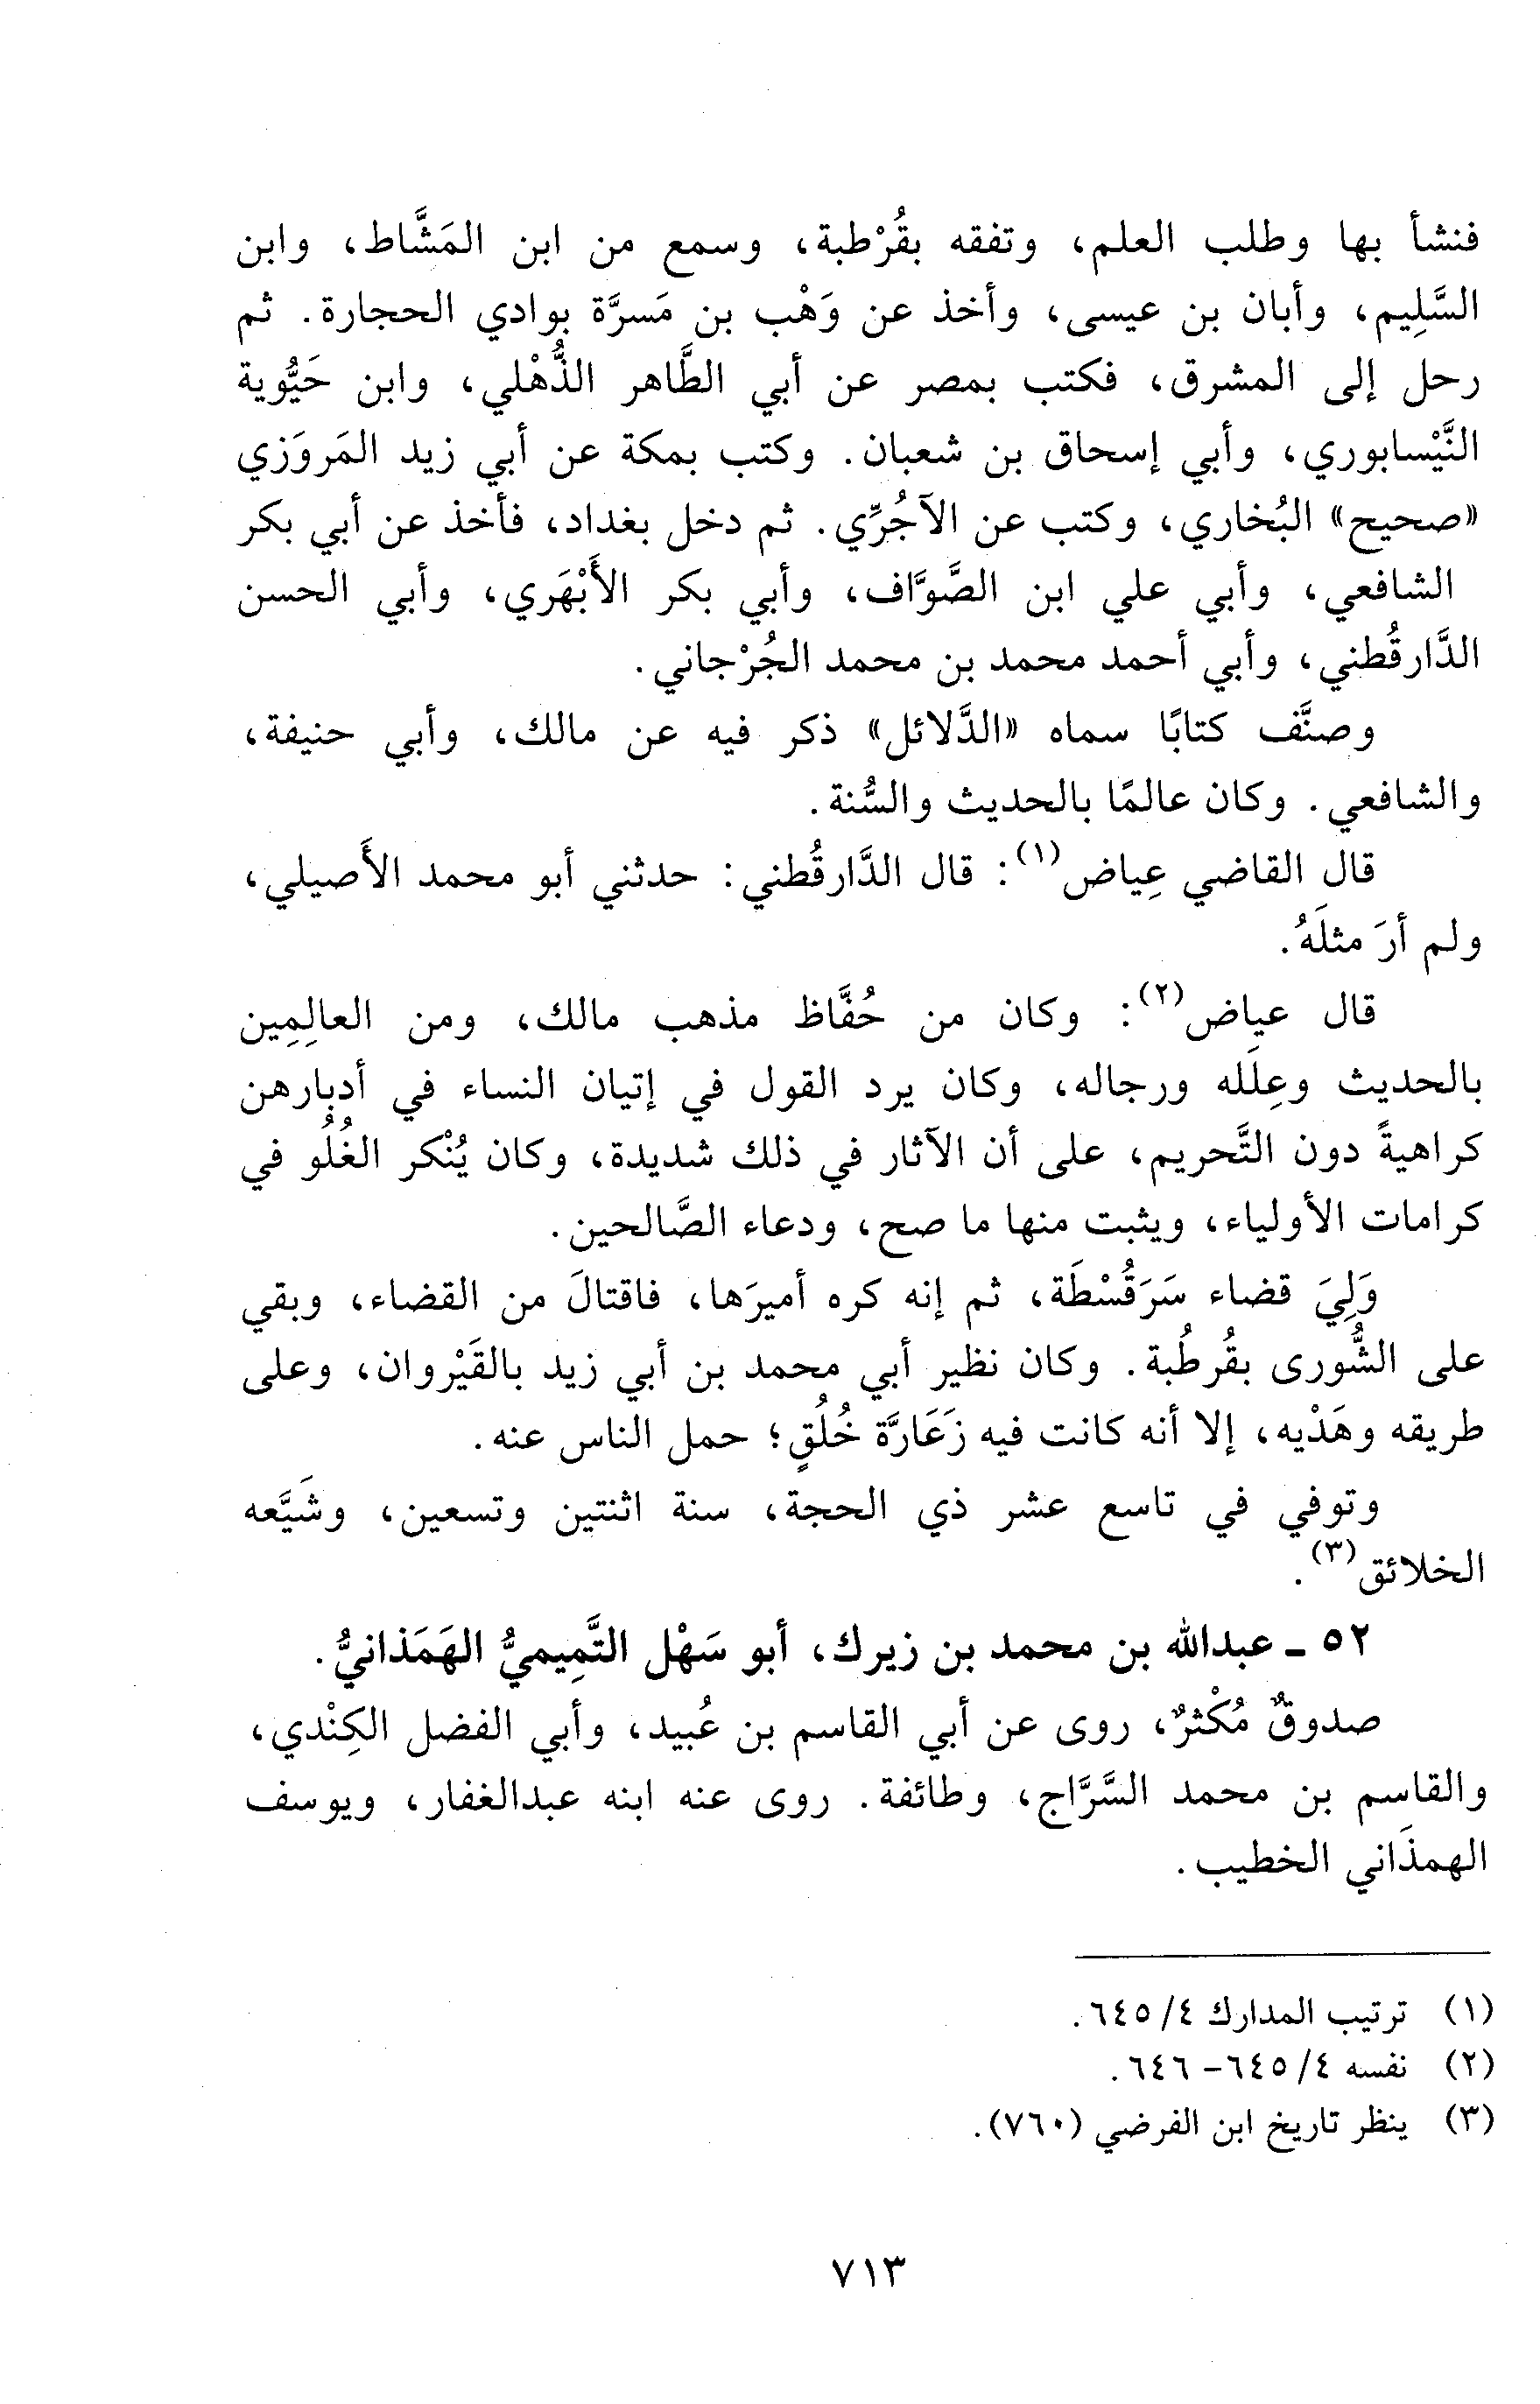 فنشأ بها وطلب العلم، وتفقه بقُرْطبة، وسمع من ابن المَشَّاط، وابن
السَّلِيم، وأبان بن عيسى، وأخذ عن وَهْب بن مَسرَّة بوادي الحجارة. ثم
رحل إلى المشرق، فكتب بمصر عن أبي الطَّاهر الذُّهْلي، وابن حَيُّوية
النَّيْسابوري، وأبي إسحاق بن شعبان. وكتب بمكة عن أبي زيد المَروَزي
«صحيح» البُخاري، وكتب عن الآجُرِّي. ثم دخل بغداد، فأخذ عن أبي بكر
الشافعي، وأبي علي ابن الصَّوَّاف، وأبي بكر الأَبْهَري، وأبي الحسن
الدَّارقُطني، وأبي أحمد محمد بن محمد الجُرْجاني.
وصنَّف كتابًا سماه «الدَّلائل» ذكر فيه عن مالك، وأبي حنيفة،
والشافعي. وكان عالمًا بالحديث والسُّنة.
قال القاضي عِياض(١): قال الدَّارقُطني: حدثني أبو محمد الأَصيلي،
ولم أرَ مثلَهُ.
قال عياض(٢): وكان من حُفَّاظ مذهب مالك، ومن العالِمِين
بالحديث وعِلَله ورجاله، وكان يرد القول في إتيان النساء في أدبارهن
كراهيةً دون التَّحريم، على أن الآثار في ذلك شديدة، وكان يُنْكر الغُلُو في
كرامات الأولياء، ويثبت منها ما صح، ودعاء الصَّالحين.
وَلِيَ قضاء سَرَقُسْطَة، ثم إنه كره أميرَها، فاقتالَ من القضاء، وبقي
على الشُّورى بقُرطُبة. وكان نظير أبي محمد بن أبي زيد بالقَيْروان، وعلى
طريقه وهَدْيه، إلا أنه كانت فيه زَعَارَّة خُلُقٍ؛ حمل الناس عنه.
وتوفي في تاسع عشر ذي الحجة، سنة اثنتين وتسعين، وشَيَّعه
الخلائق(٣).
٥٢ ـ عبدالله بن محمد بن زيرك، أبو سَهْل التَّمِيميُّ الهَمَذانيُّ.
صدوقٌ مُكْثرٌ، روى عن أبي القاسم بن عُبيد، وأبي الفضل الكِنْدي،
والقاسم بن محمد السَّرَّاج، وطائفة. روى عنه ابنه عبدالغفار، ويوسف
الهمذَاني الخطيب.
(١) ترتيب المدارك ٤/ ٦٤٥.
(٢) نفسه ٤/ ٦٤٥- ٦٤٦.
(٣) ينظر تاريخ ابن الفرضي (٧٦٠).
٧١٣